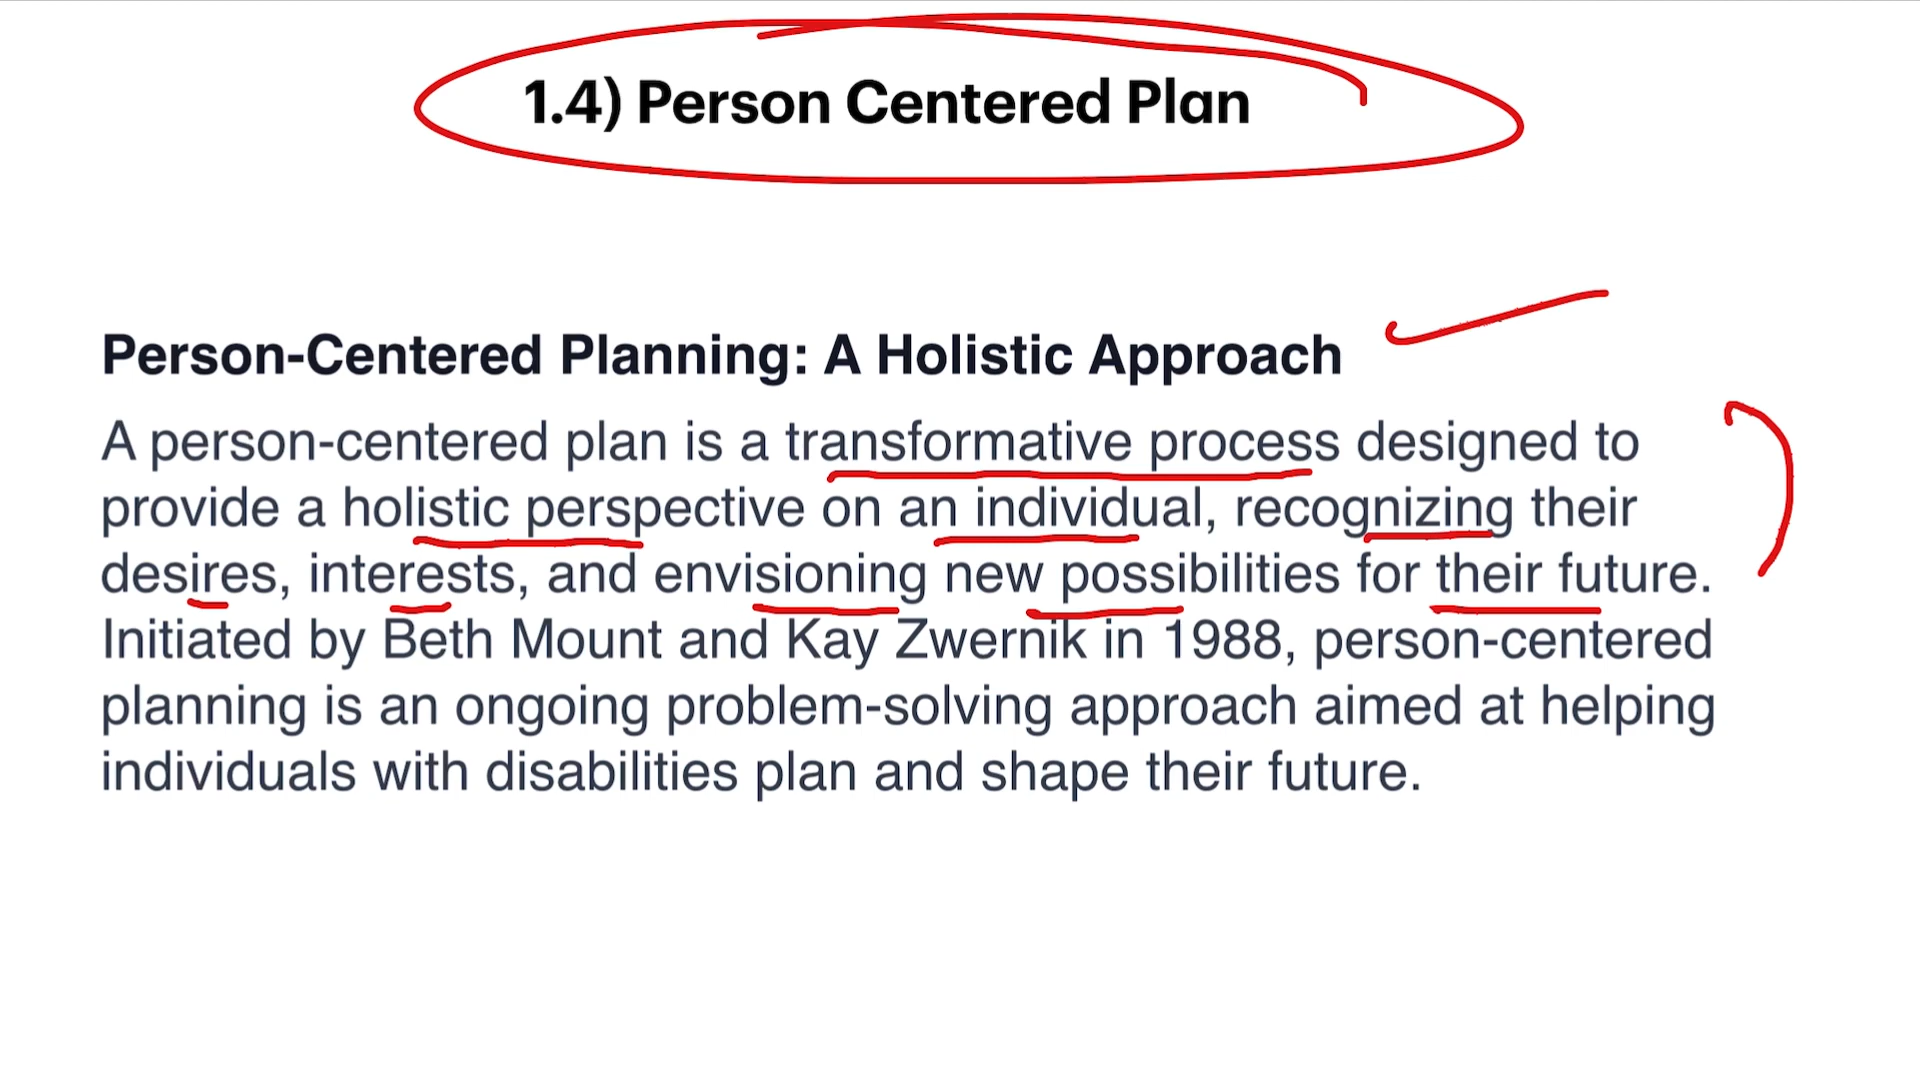 1.4) Person Centered Plan
Person-Centered Planning: A Holistic Approach
A person-centered plan is a transformative process designed to
provide a holistic perspective on an individual, recognizing their
desires, interests, and envisioning new possibilities for their future.
Initiated by Beth Mount and Kay Zwernik in 1988, person-centered
planning is an ongoing problem-solving approach aimed at helping
individuals with disabilities plan and shape their future.